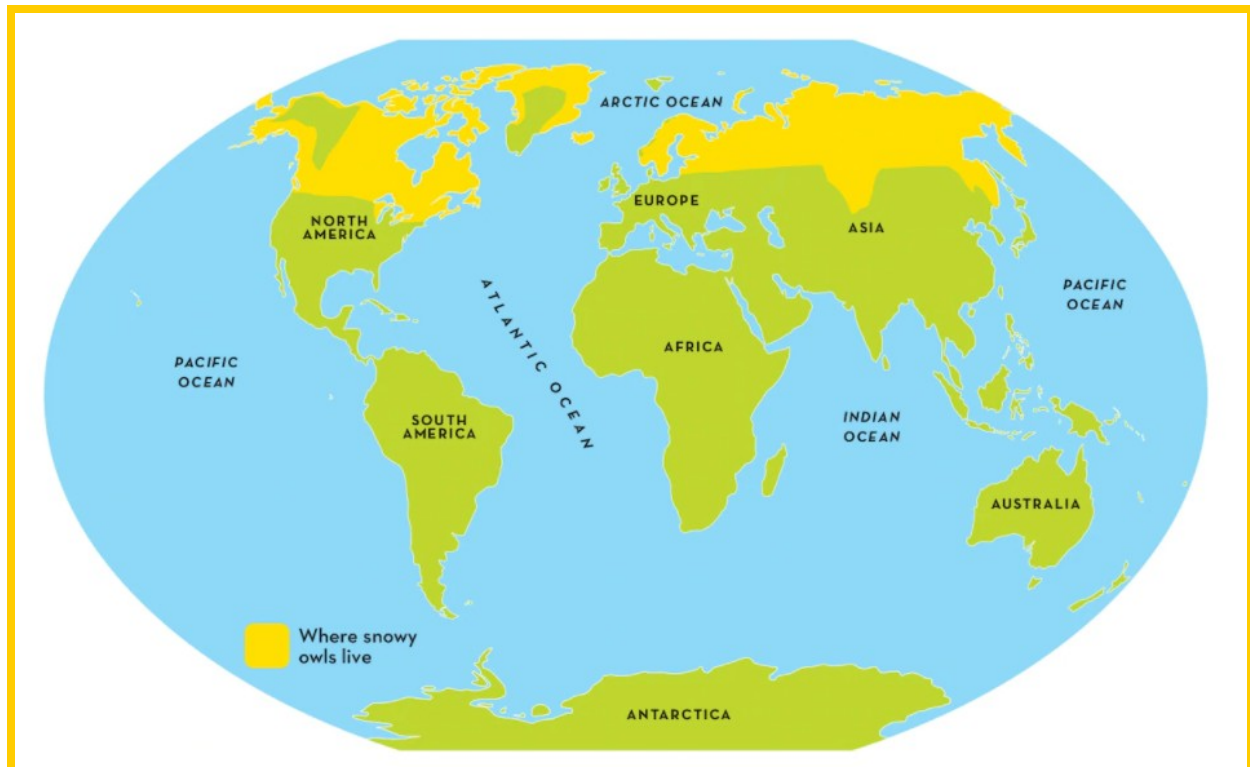 ARCTIC OCEAN
EUROPE
NORTH
AMERICA
ASIA
ATLANTIC OCEAN
PACIFIC
OCEAN
AFRICA
PACIFIC
OCEAN
SOUTH
AMERICA
INDIAN
OCEAN
AUSTRALIA
Where snowy
owls live
ANTARCTICA